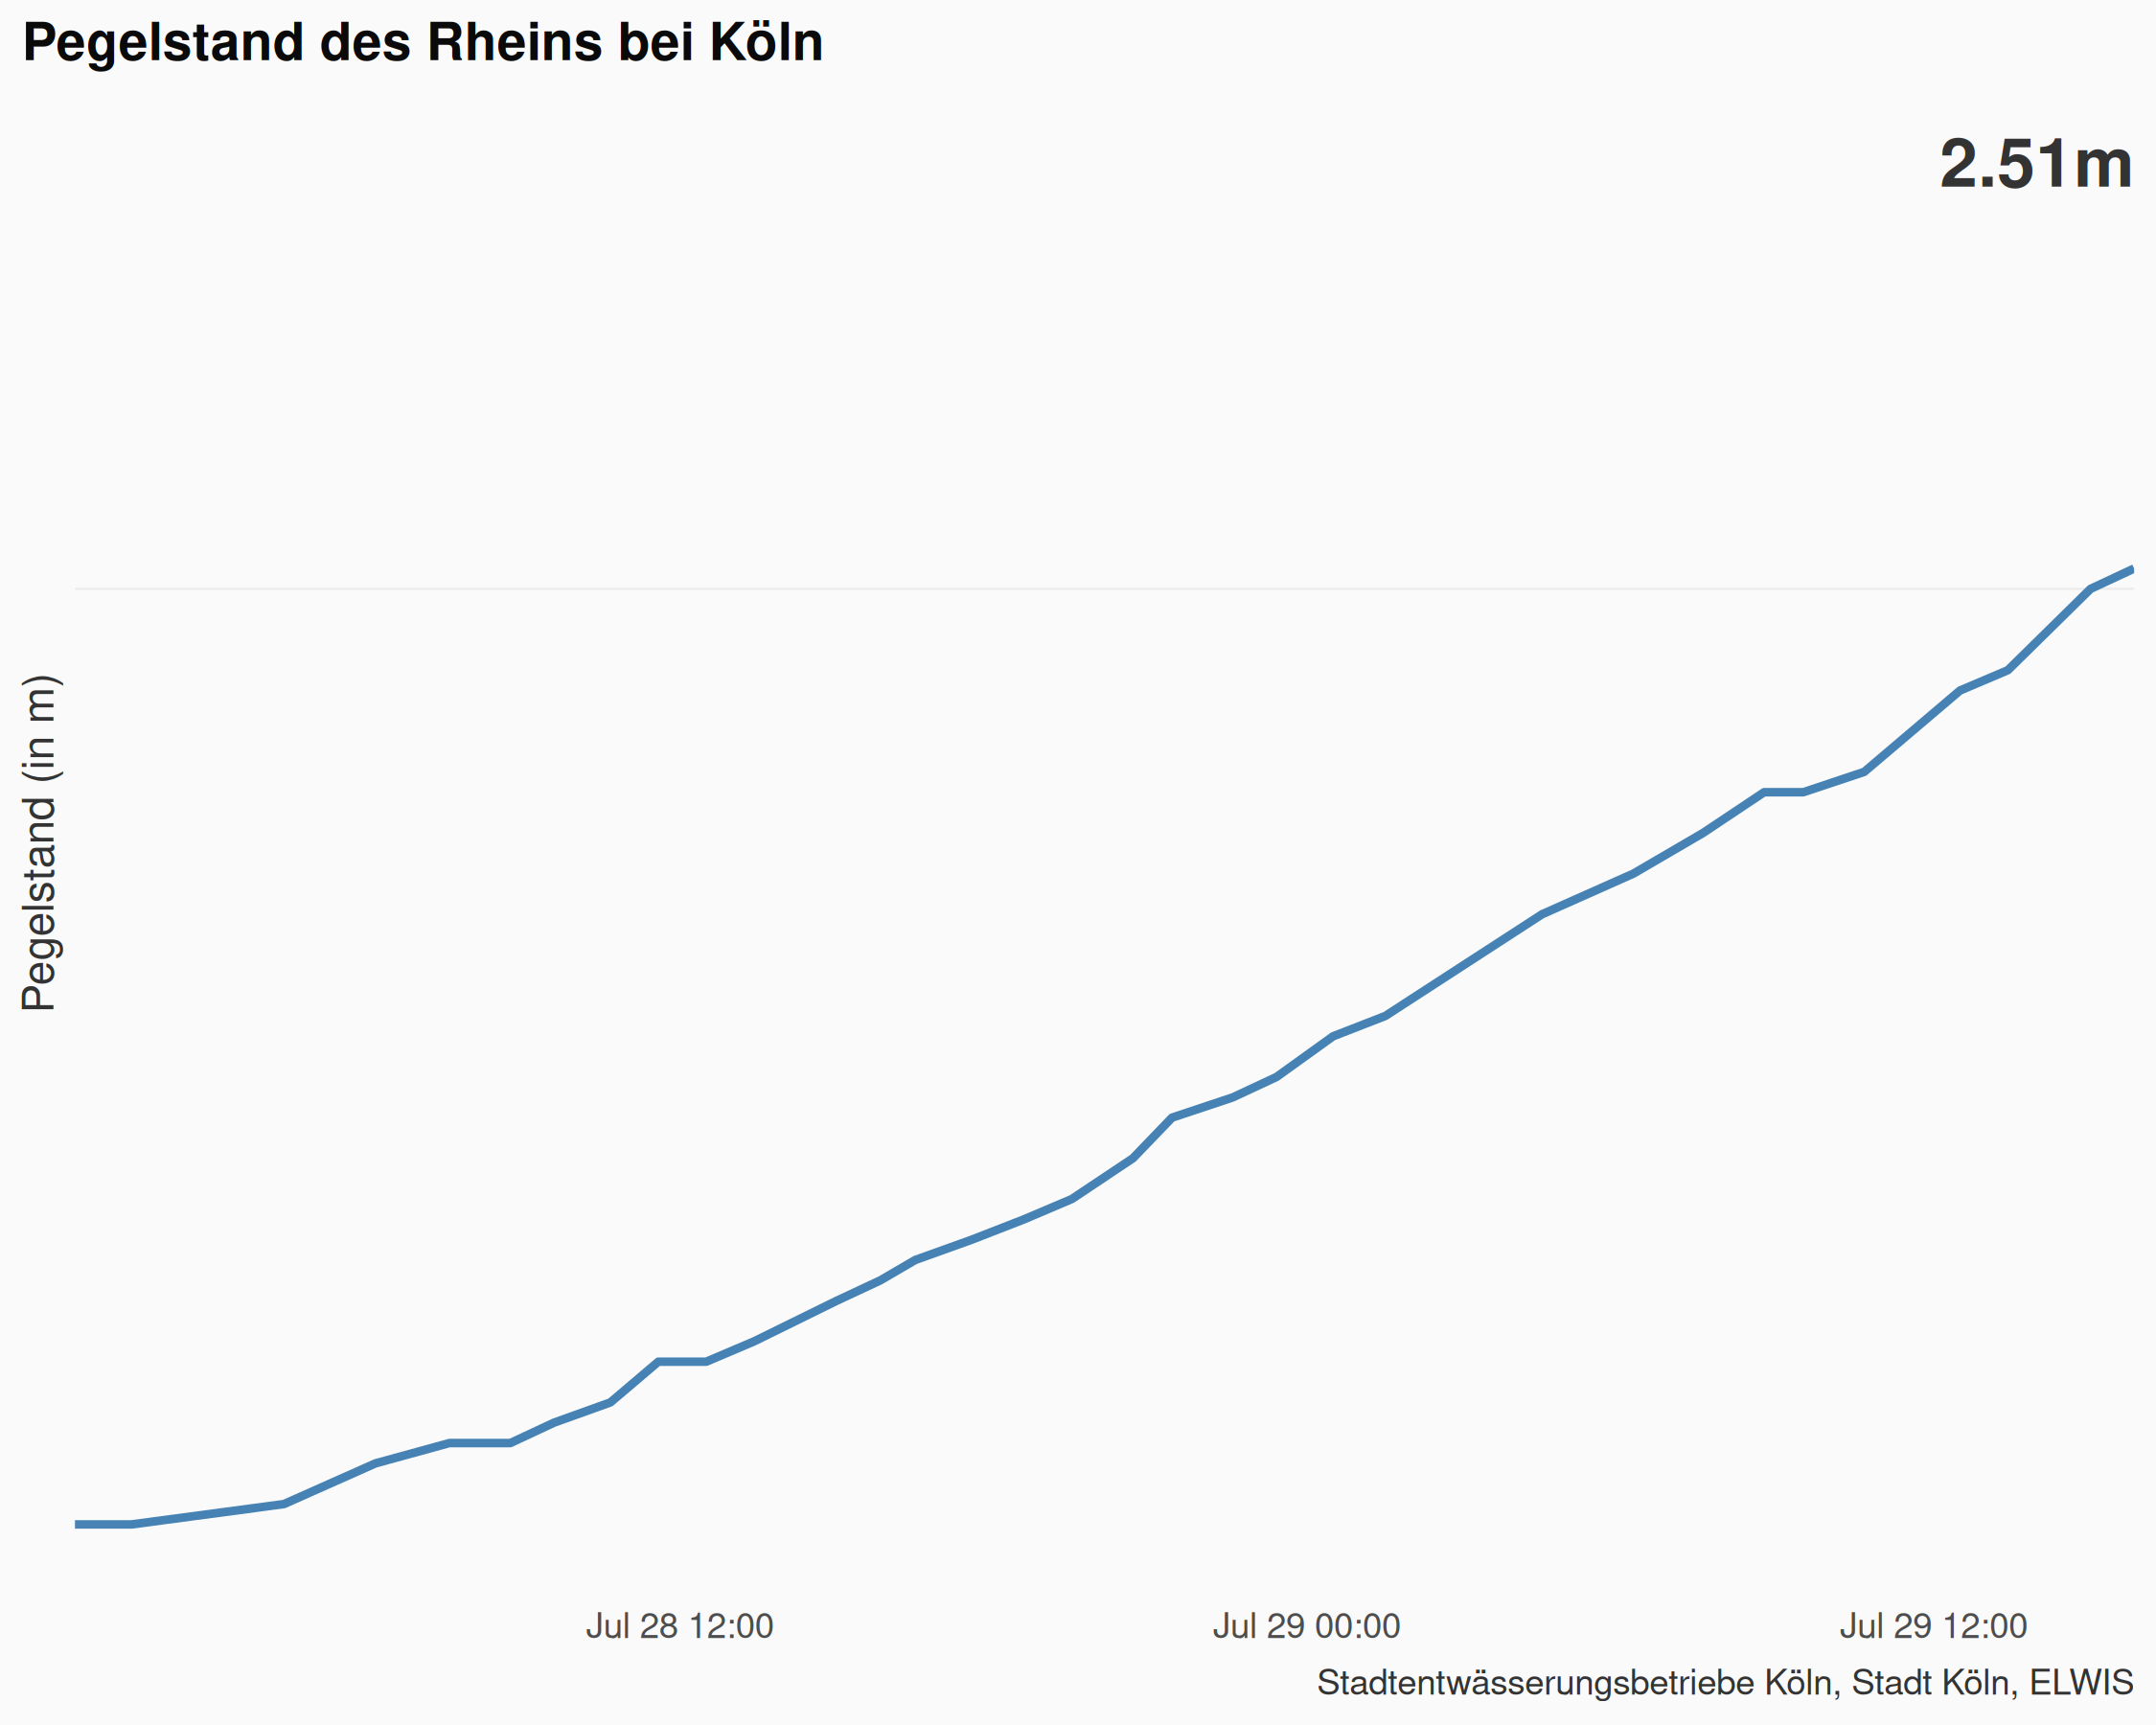 Pegelstand des Rheins bei Köln
2.51m
Pegelstand (in m)
Jul 28 12:00
Jul 29 00:00
Jul 29 12:00
Stadtentwässerungsbetriebe Köln, Stadt Köln, ELWIS